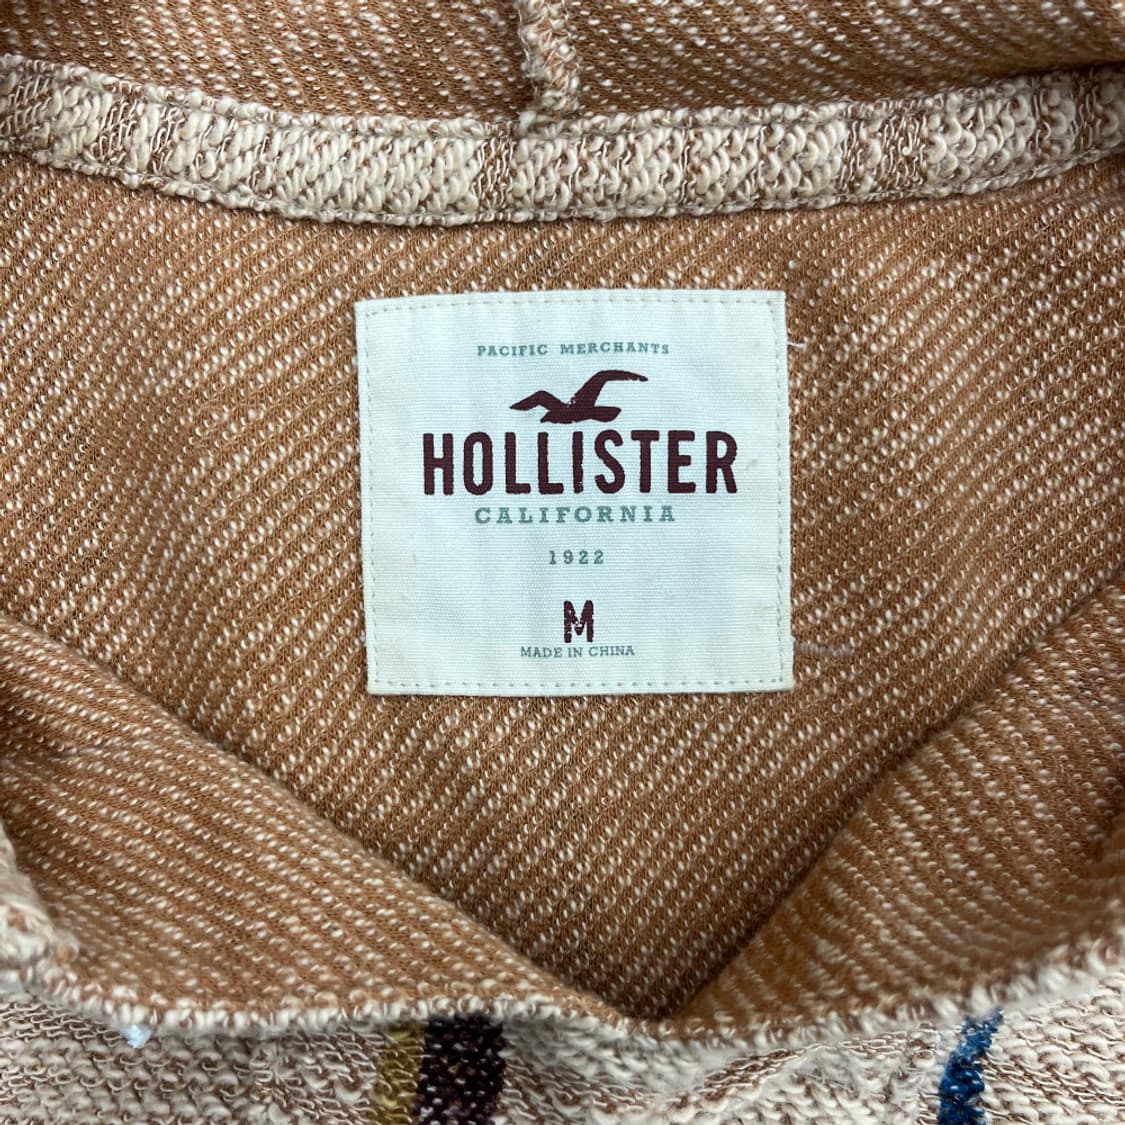 PACIFIC MERCHANTS
HOLLISTER
CALIFORNIA
1922
M
MADE IN CHINA